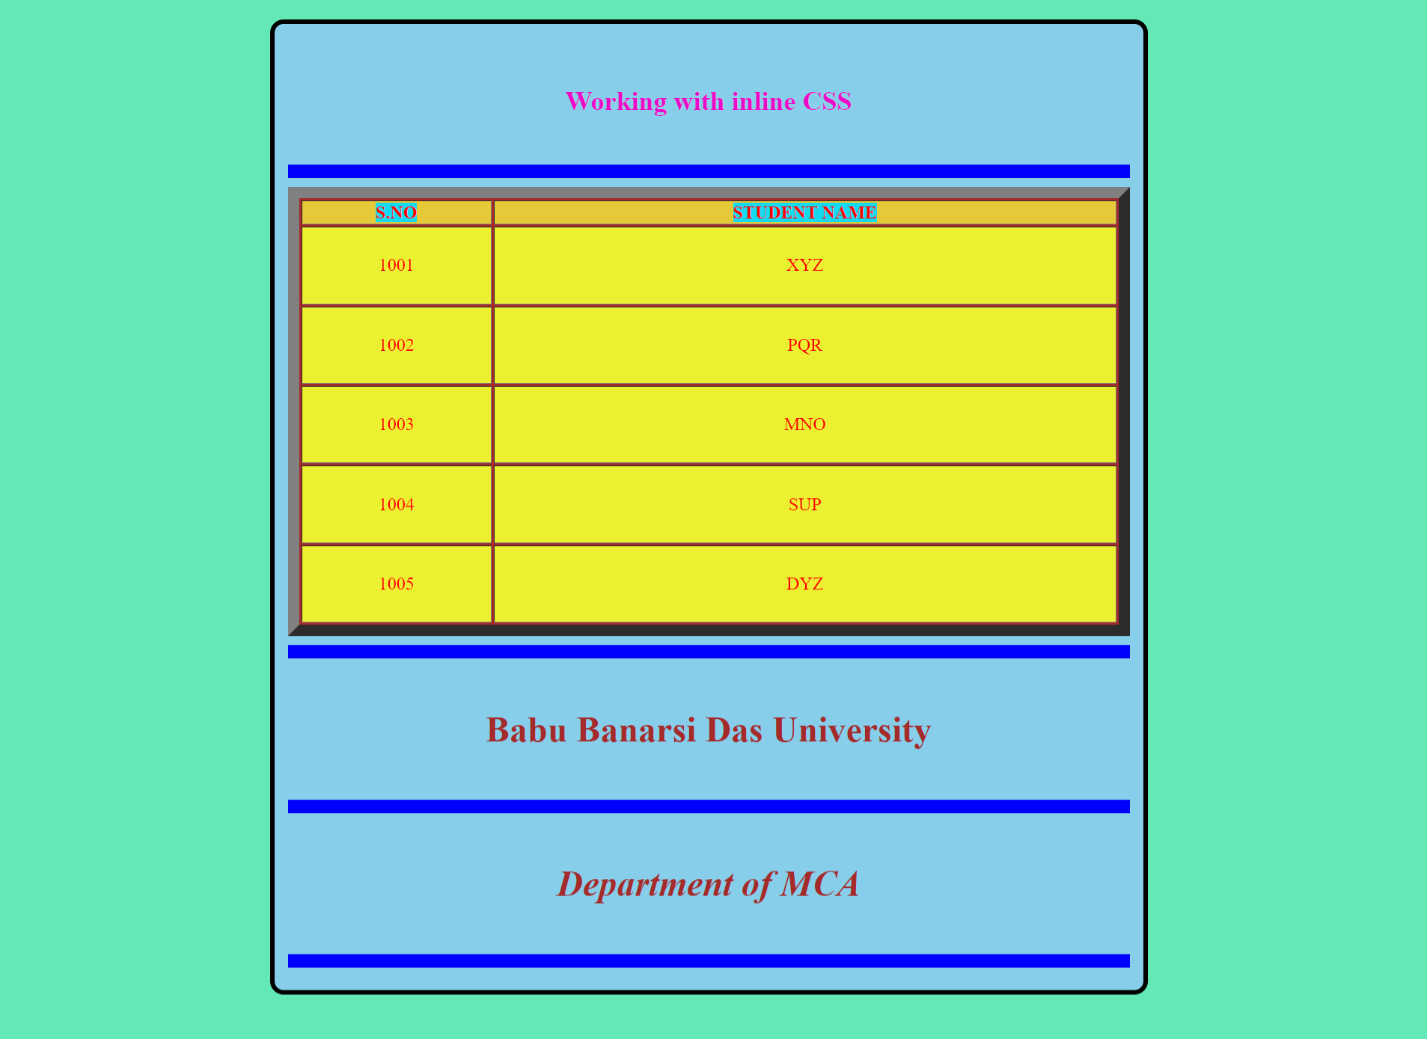 Working with inline CSS
S.NO STUDENT NAME
1001 XYZ
1002 PQR
1003 MNO
1004 SUP
1005 DYZ
Babu Banarsi Das University
Department of MCA